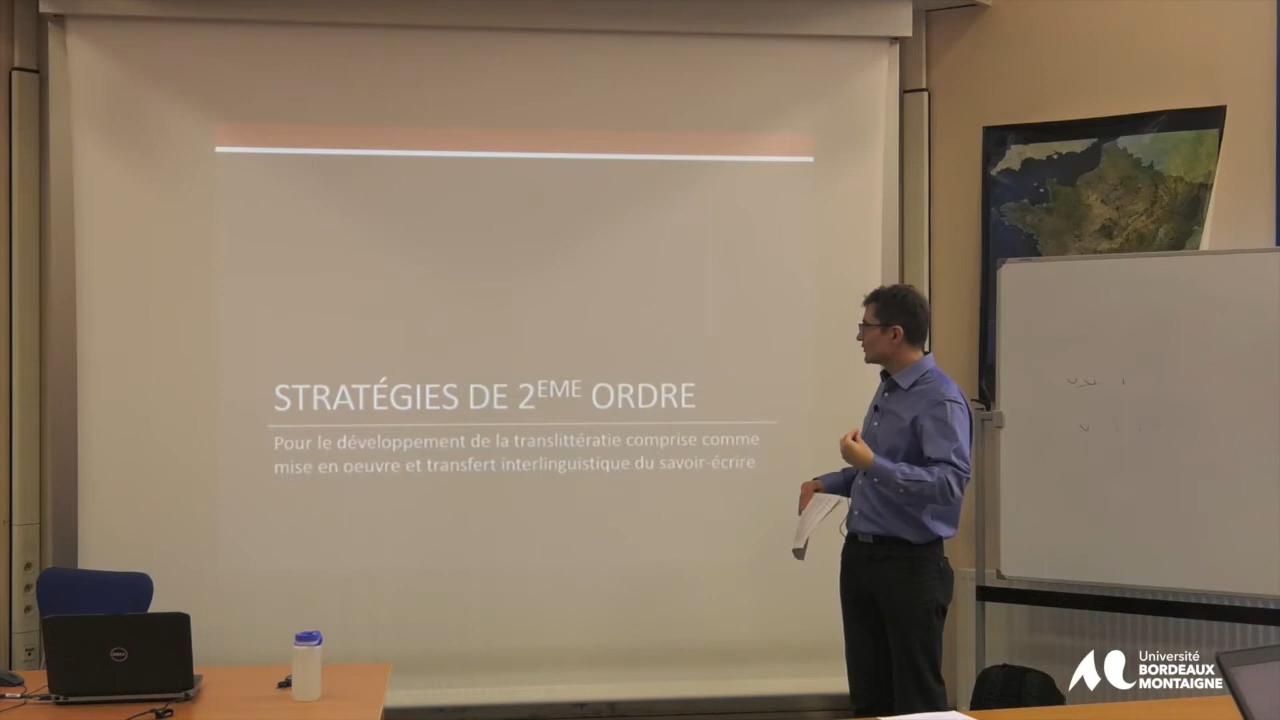 STRATÉGIES DE 2EME ORDRE
Pour le développement de la translittératie comprise comme
mise en oeuvre et transfert interlinguistique du savoir-écrire
DELL
Université
BORDEAUX
MONTAIGNE